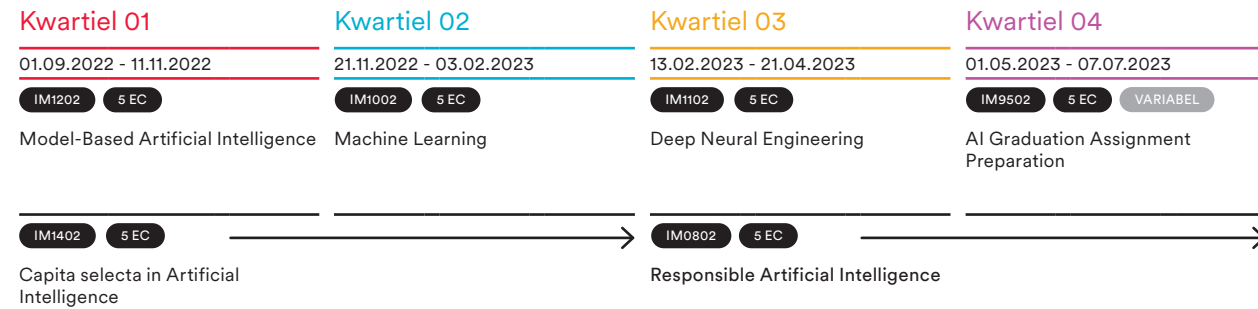 Kwartiel 01
01.09.2022 - 11.11.2022
IM1202 5 EC
Model-Based Artificial Intelligence
Kwartiel 02
21.11.2022 - 03.02.2023
IM1002 5 EC
Machine Learning
Kwartiel 03
13.02.2023 - 21.04.2023
IM1102 5 EC
Deep Neural Engineering
Kwartiel 04
01.05.2023 - 07.07.2023
IM9502 5 EC VARIABEL
AI Graduation Assignment
Preparation
IM1402 5 EC
Capita selecta in Artificial
Intelligence
IM0802 5 EC
Responsible Artificial Intelligence